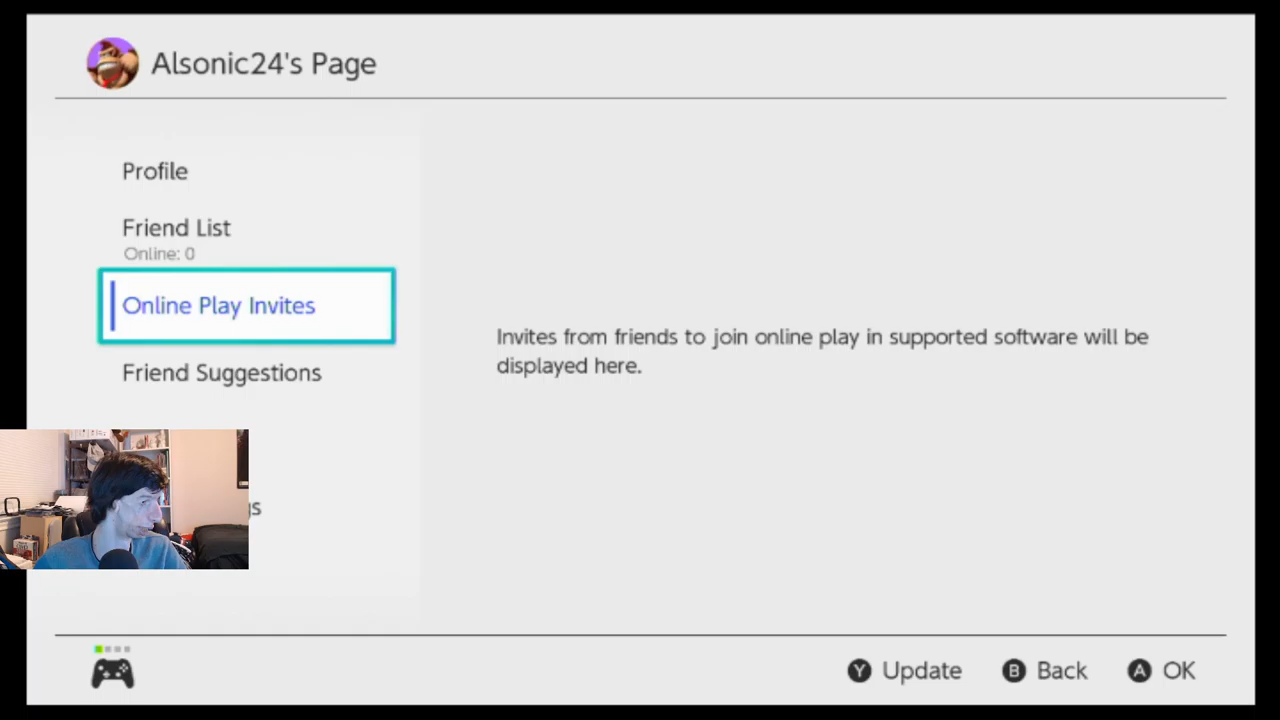 Alsonic24's Page
Profile
Friend List
Online: 0
Online Play Invites
Friend Suggestions
Invites from friends to join online play in supported software will be
displayed here.
Y Update
B Back
A OK